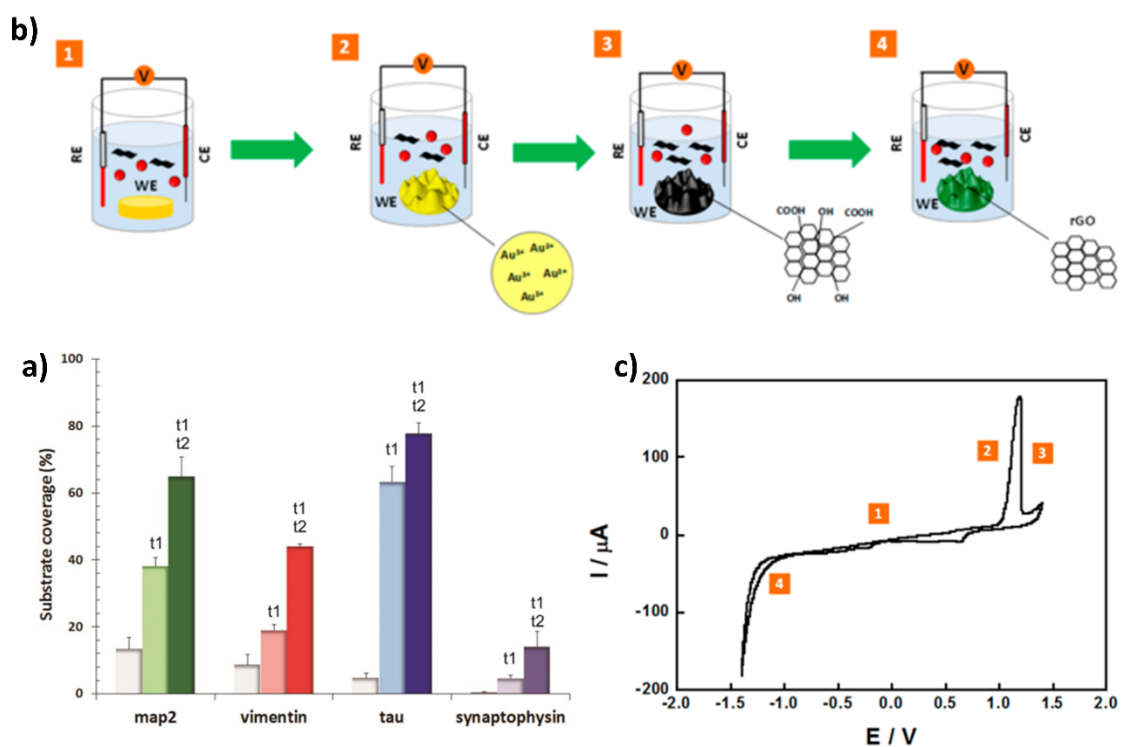 b)
1
2
3
4
V
V
V
V
RE
CE
WE
RE
CE
WE
RE
CE
WE
RE
CE
WE
COOH
OH
COOH
OH
OH
rGO
Au³⁺ Au³⁺
Au³⁺ Au³⁺
Au³⁺
a)
Substrate coverage (%)
100
80
60
40
20
0
t1
t1
t2
t1
t1
t2
t1
t1
t2
t1
t1
t2
map2
vimentin
tau
synaptophysin
c)
I / µA
200
100
0
-100
-200
1
2
3
4
-2.0
-1.5
-1.0
-0.5
0.0
0.5
1.0
1.5
2.0
E / V